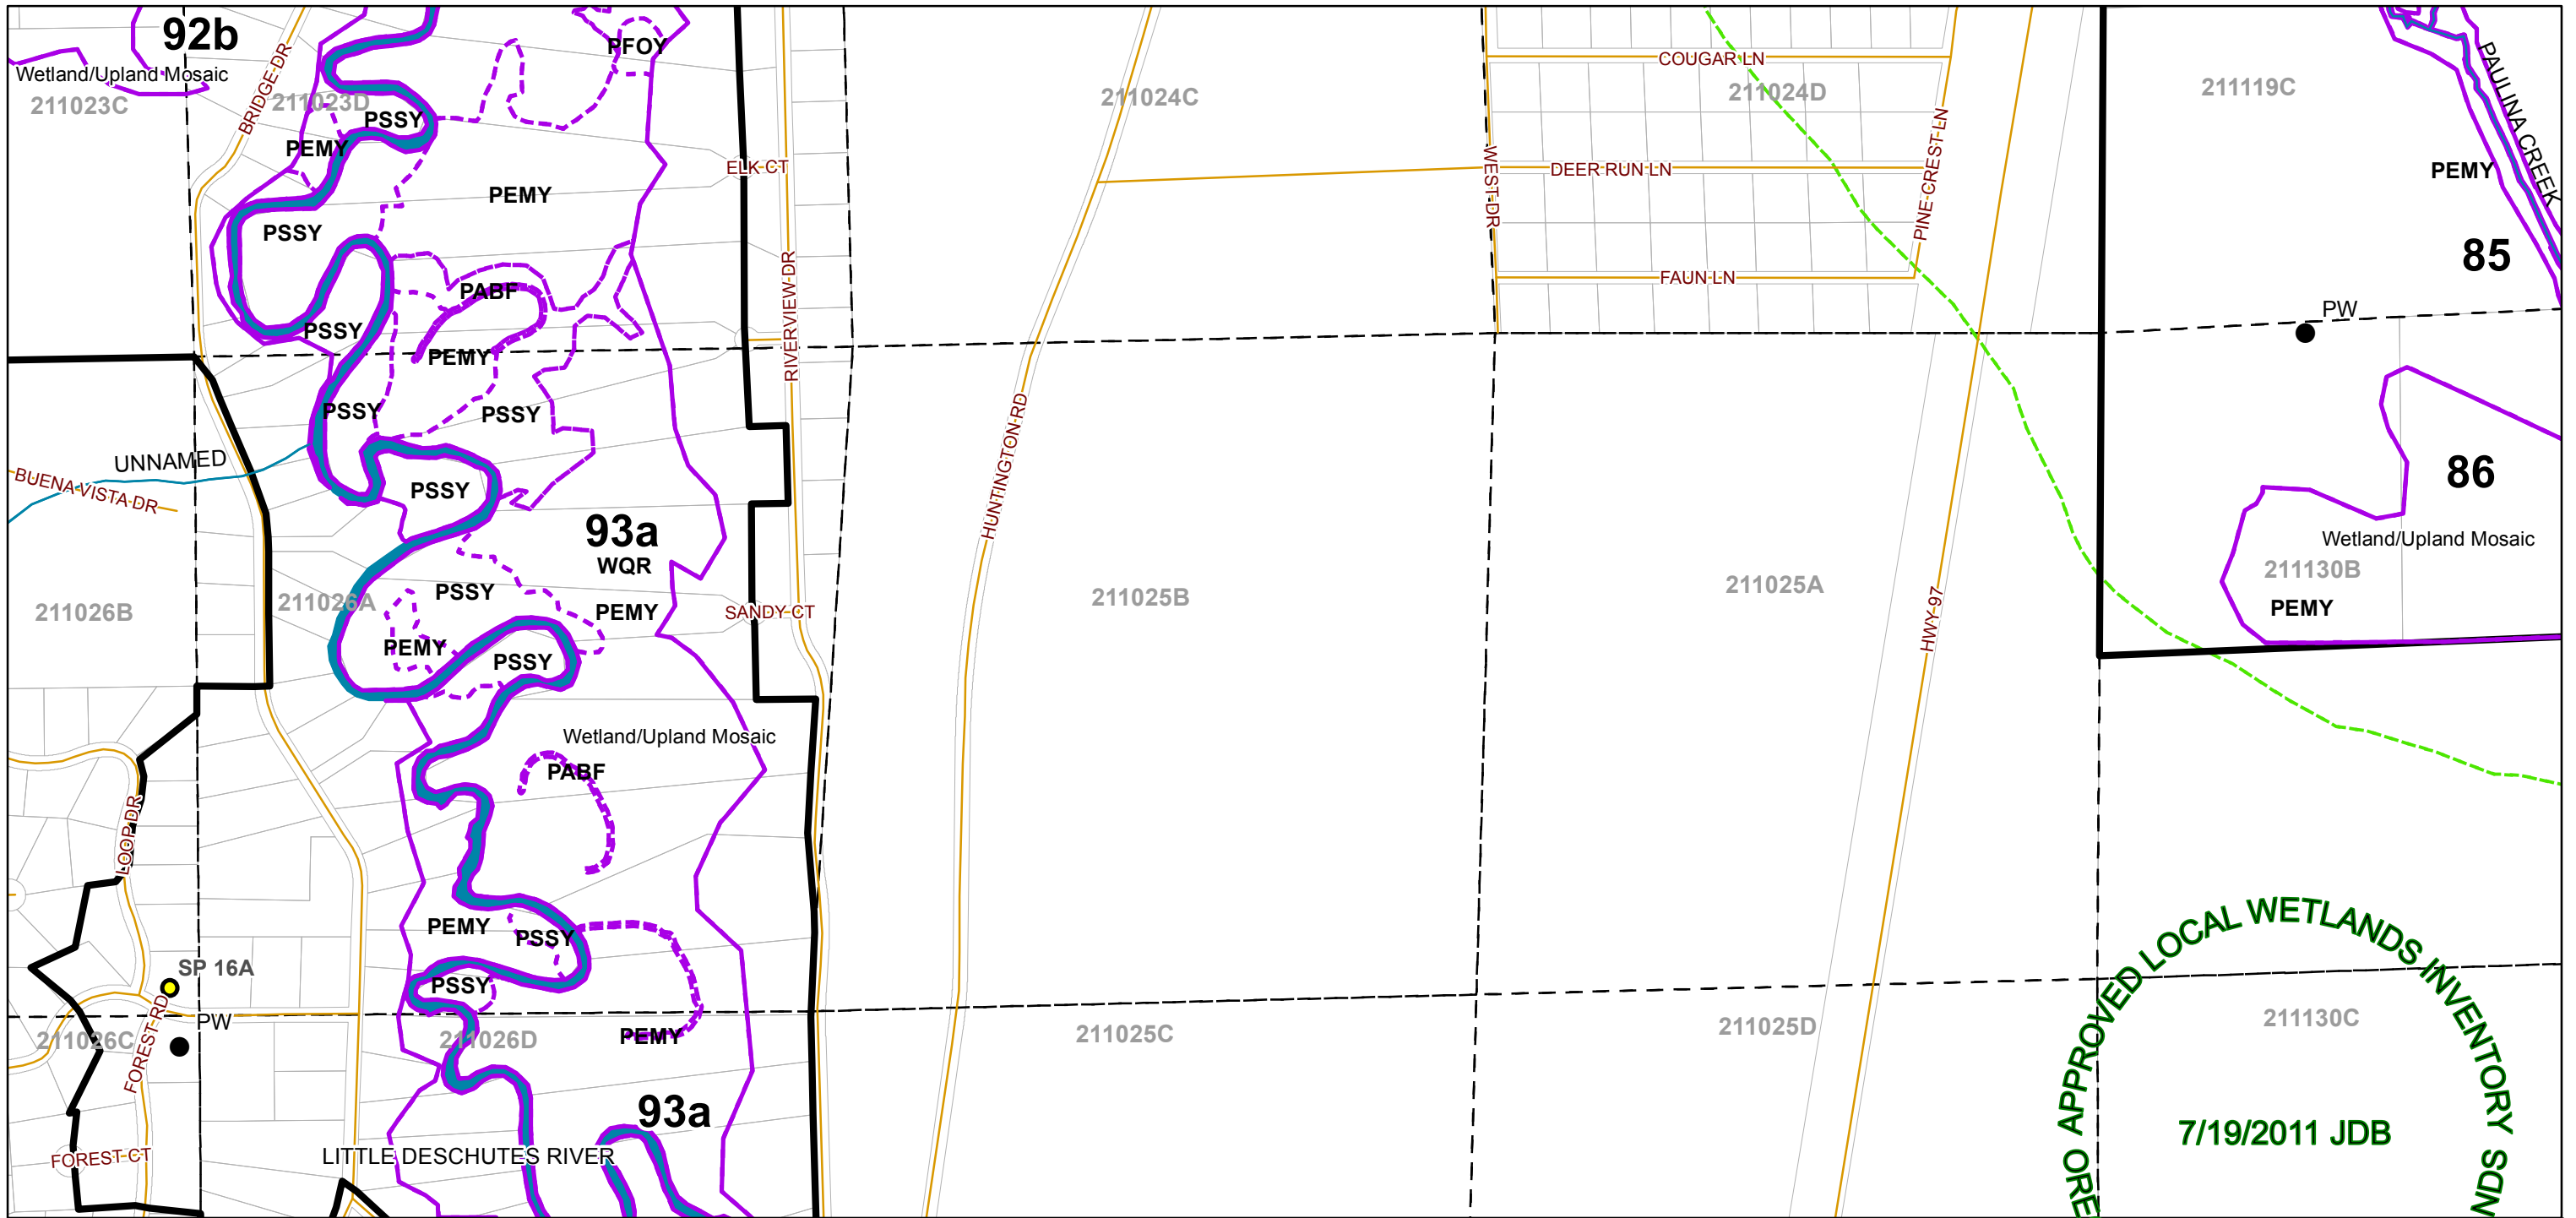 92b
Wetland/Upland Mosaic
211023C
BRIDGE DR
211023D
PFOY
PSSY
PEMY
PEMY
PSSY
PABF
PSSY
PEMY
PSSY
PSSY
ELK CT
RIVERVIEW DR
211024C
COUGAR LN
211024D
DEER RUN LN
WEST DR
PINE CREST LN
FAUN LN
211119C
PAULINA CREEK
PEMY
85
PW
UNNAMED
BUENA VISTA DR
PSSY
93a
WQR
PSSY
PEMY
211026B
211026A
PEMY
PSSY
SANDY CT
HUNTINGTON RD
211025B
211025A
HWY 97
86
Wetland/Upland Mosaic
211130B
PEMY
Wetland/Upland Mosaic
PABF
LOOP DR
PEMY
PSSY
SP 16A
PSSY
PW
211026C
FOREST RD
211026D
PEMY
93a
FOREST CT
LITTLE DESCHUTES RIVER
211025C
211025D
211130C
ORE
APPROVED LOCAL WETLANDS INVENTORY
NDS
7/19/2011 JDB